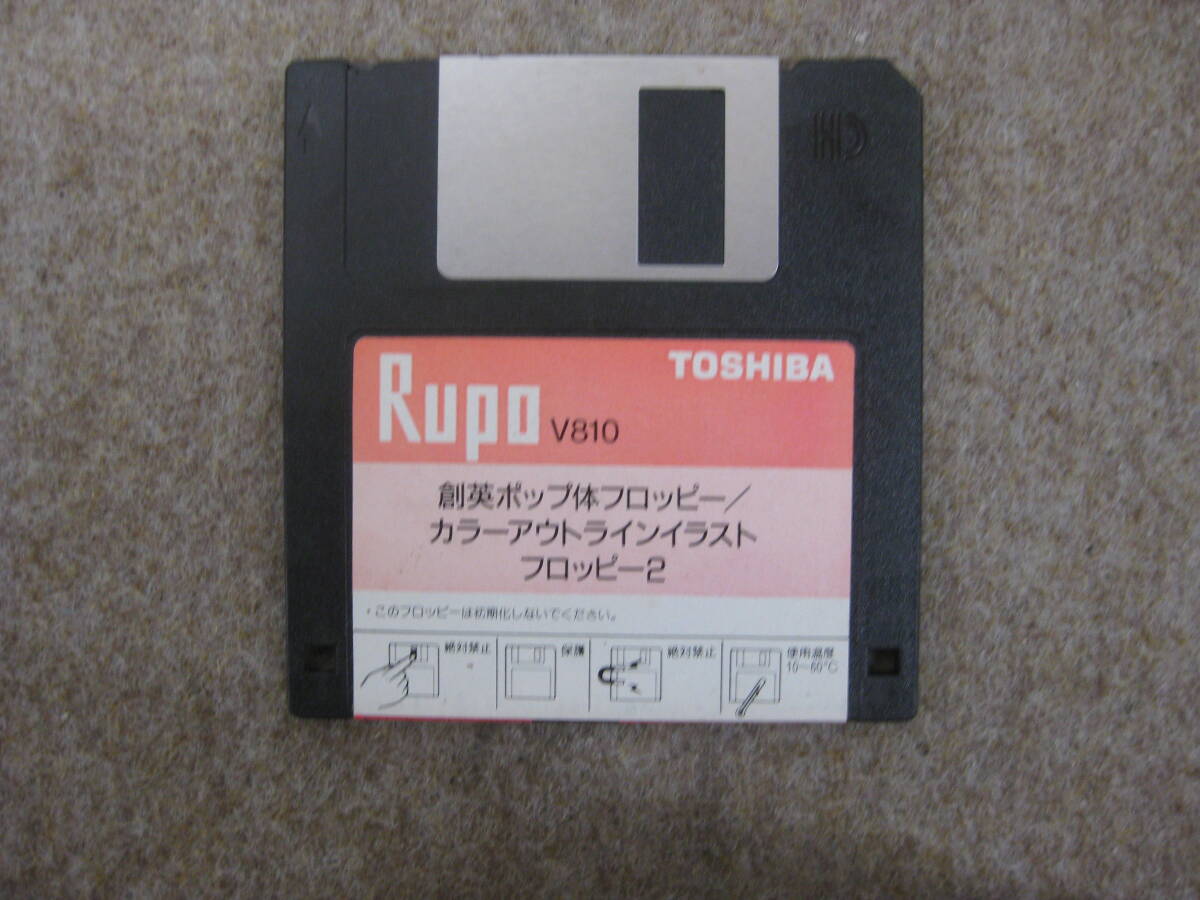 HD
TOSHIBA
Rupo V810
創英ポップ体フロッピー／
カラーアウトラインイラスト
フロッピー2
・このフロッピーは初期化しないでください。
絶対禁止
保護
絶対禁止
使用温度
10～60℃